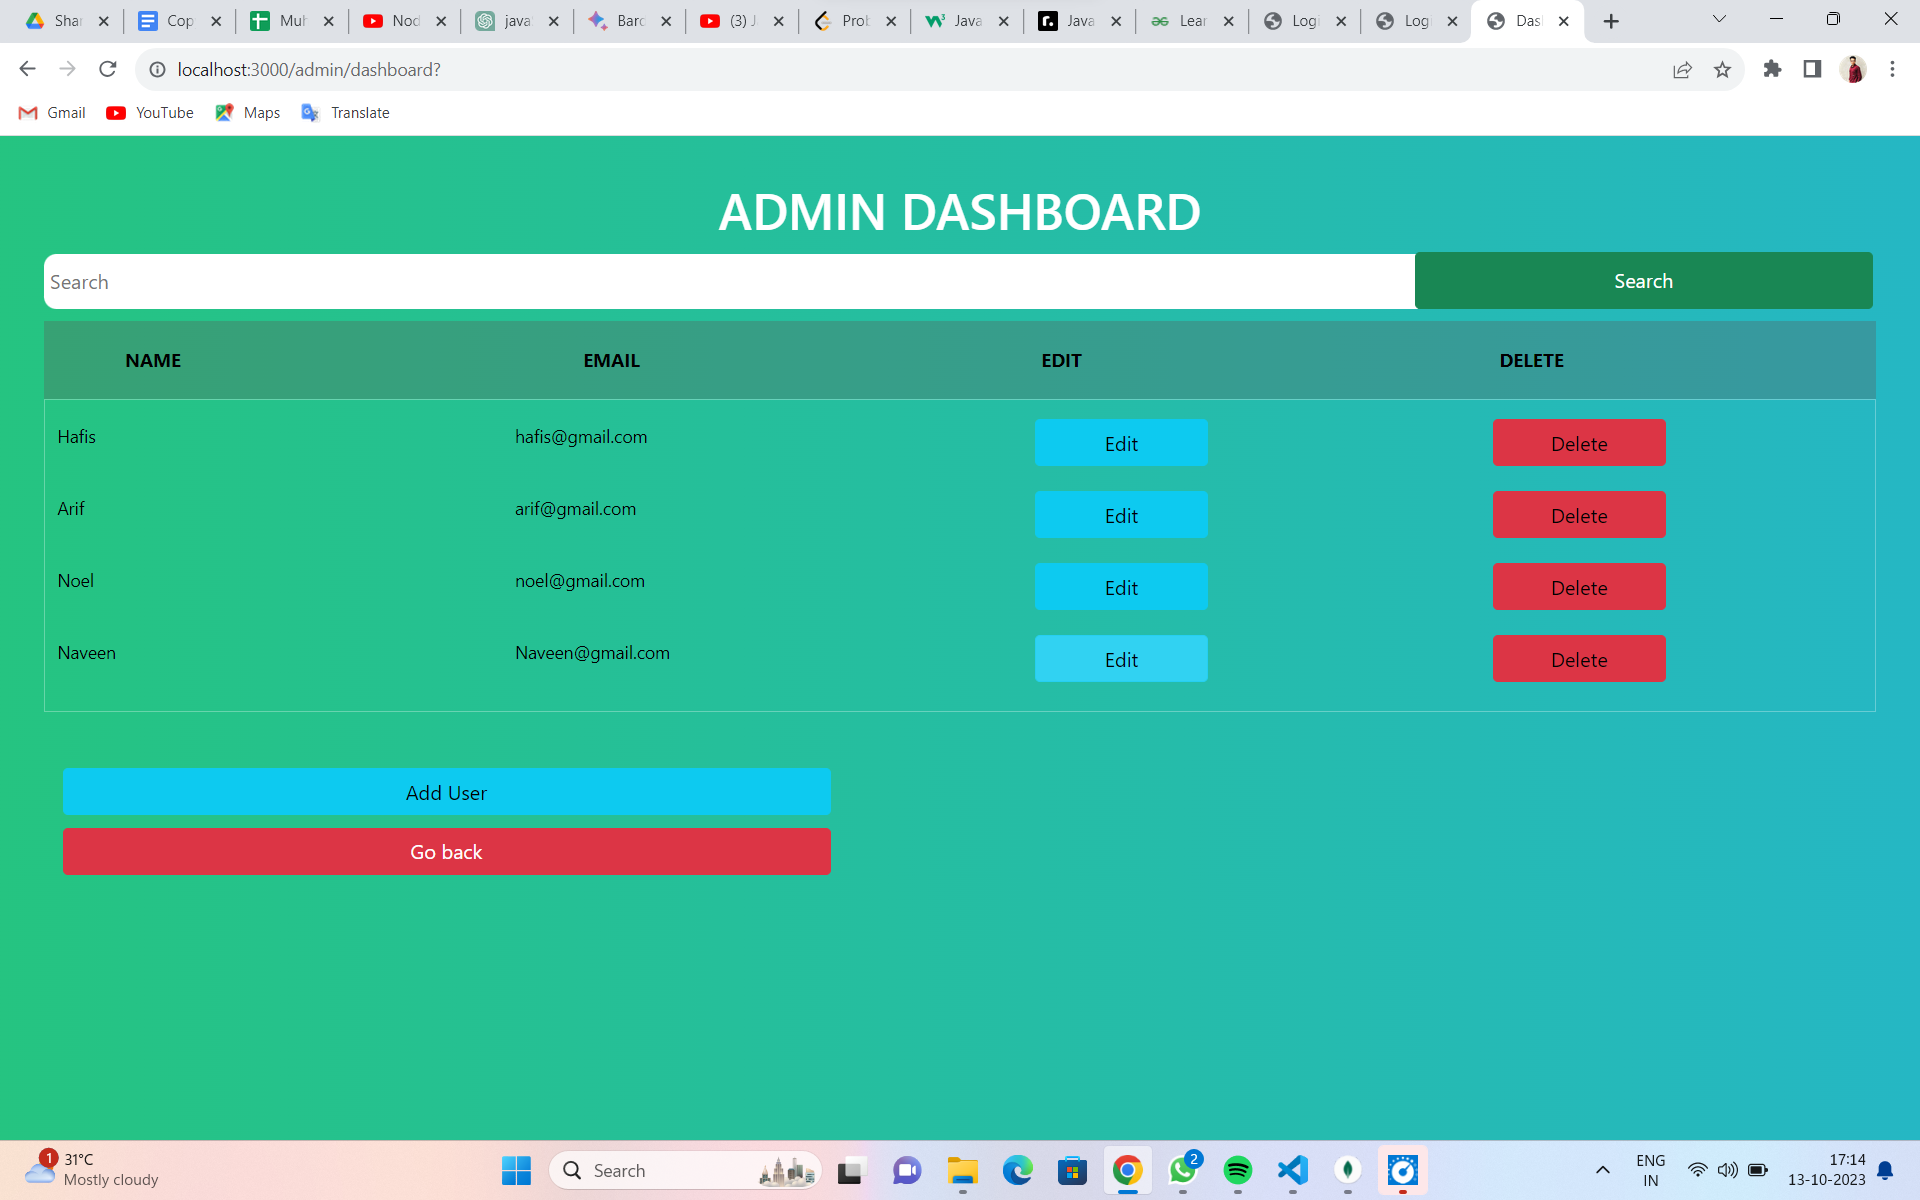 Shar Cop Muh Nod java Bard (3) J Prob Java Java Lear Logi Logi Dash
localhost:3000/admin/dashboard?
Gmail YouTube Maps Translate
ADMIN DASHBOARD
Search Search
NAME EMAIL EDIT DELETE
Hafis hafis@gmail.com Edit Delete
Arif arif@gmail.com Edit Delete
Noel noel@gmail.com Edit Delete
Naveen Naveen@gmail.com Edit Delete
Add User
Go back
1 31°C
Mostly cloudy
Search
2
ENG
IN
17:14
13-10-2023